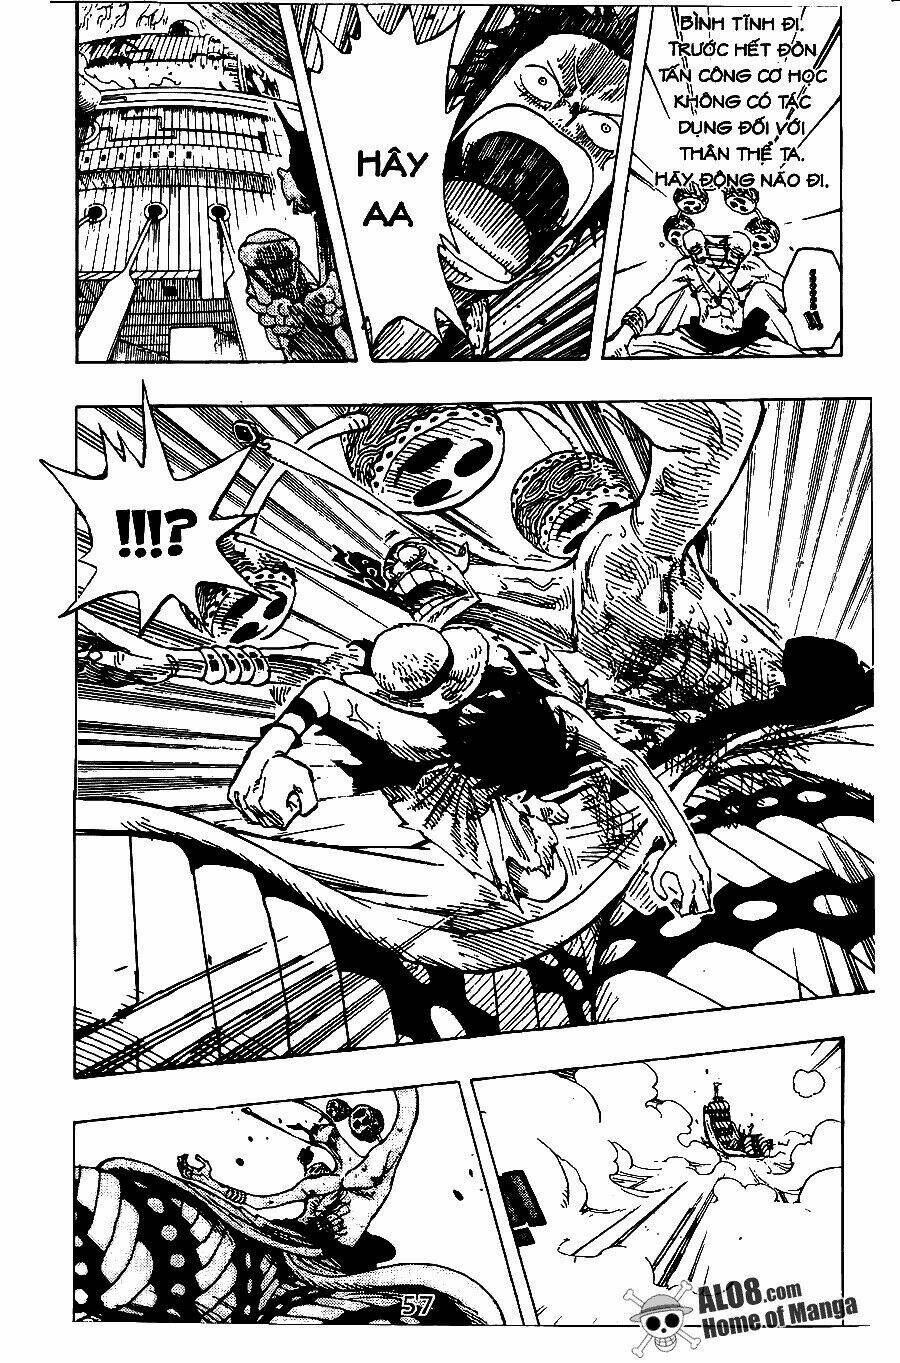 BÌNH TĨNH ĐI.
TRƯỚC HẾT ĐÒN
TẤN CÔNG CƠ HỌC
KHÔNG CÓ TÁC
DỤNG ĐỐI VỚI
THÂN THỂ TA.
HÃY ĐỘNG NÃO ĐI.
HÂY
AA
!!!?
57
ALO8.com
Home of Manga